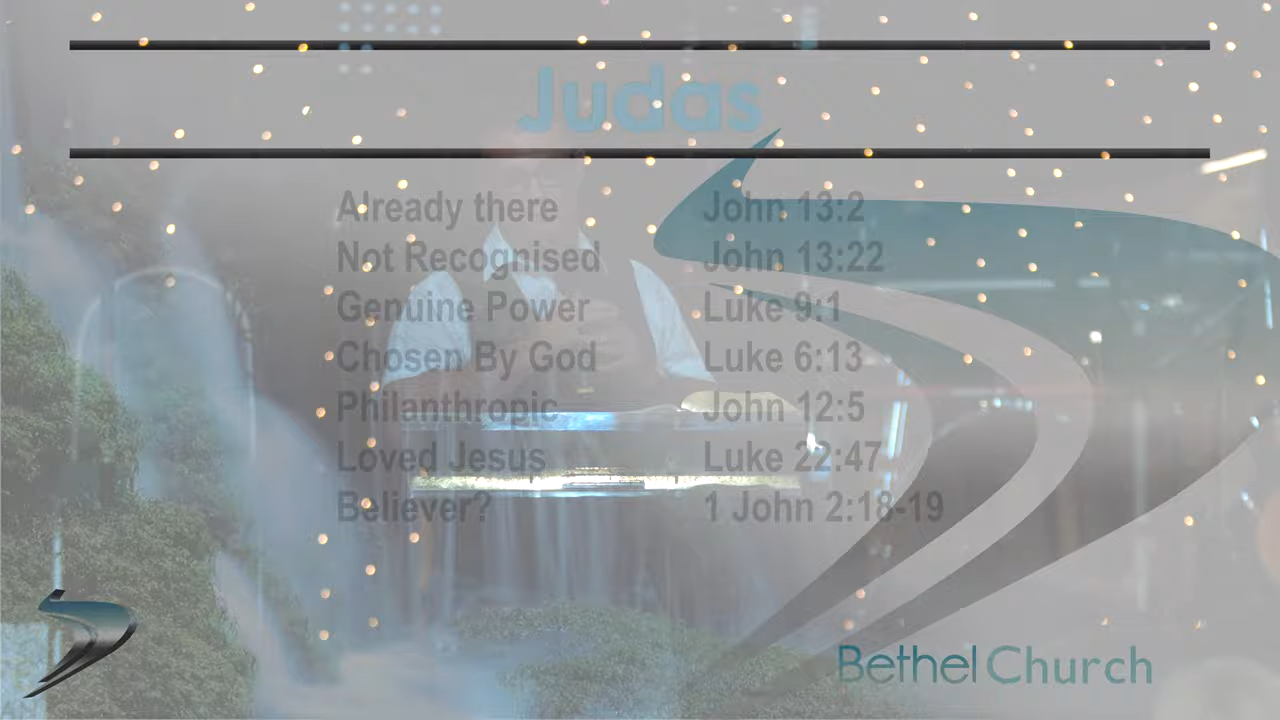 Judas
Already there John 13:2
Not Recognised John 13:22
Genuine Power Luke 9:1
Chosen By God Luke 6:13
Philanthropic John 12:5
Loved Jesus Luke 22:47
Believer? 1 John 2:18-19
Bethel Church